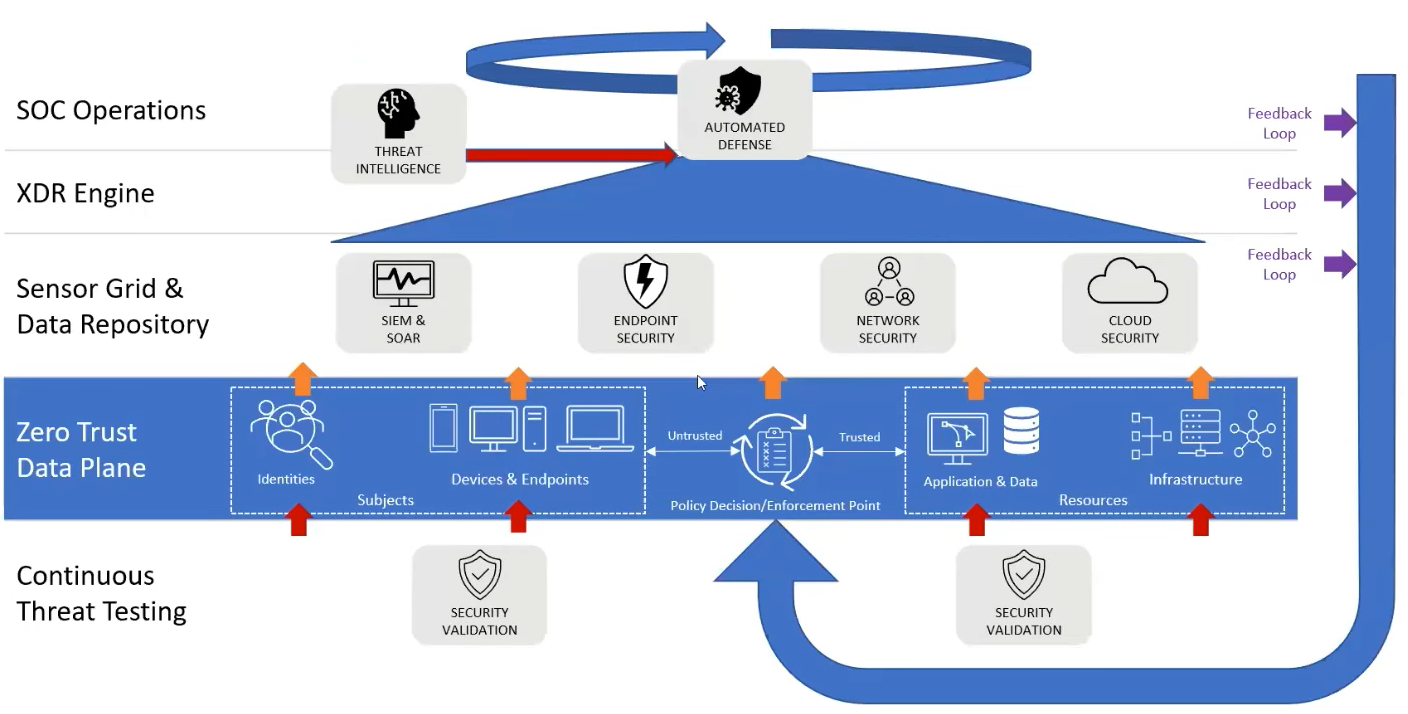 SOC Operations
THREAT
INTELLIGENCE
AUTOMATED
DEFENSE
Feedback
Loop
XDR Engine
Feedback
Loop
Sensor Grid &
Data Repository
SIEM &
SOAR
ENDPOINT
SECURITY
NETWORK
SECURITY
CLOUD
SECURITY
Feedback
Loop
Zero Trust
Data Plane
Identities
Devices & Endpoints
Subjects
Untrusted
Trusted
Policy Decision/Enforcement Point
Application & Data
Infrastructure
Resources
Continuous
Threat Testing
SECURITY
VALIDATION
SECURITY
VALIDATION